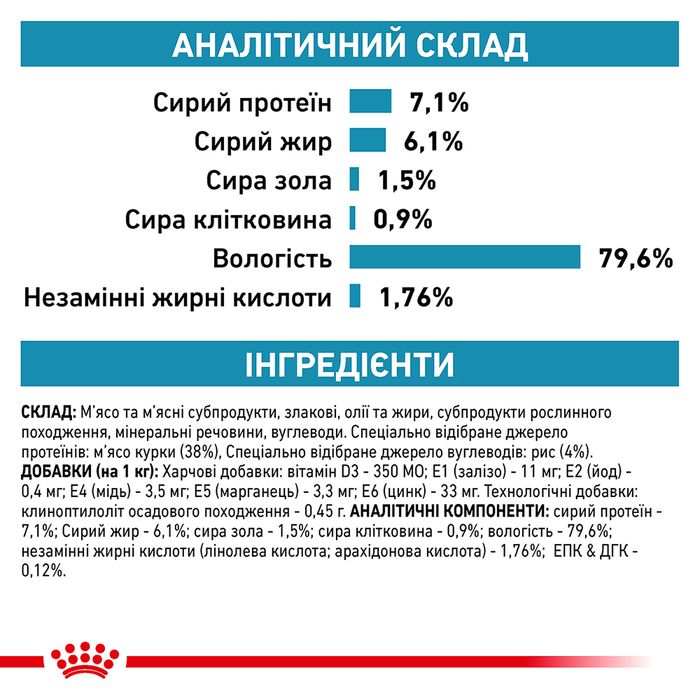 АНАЛІТИЧНИЙ СКЛАД
Сирий протеїн 7,1%
Сирий жир 6,1%
Сира зола 1,5%
Сира клітковина 0,9%
Вологість 79,6%
Незамінні жирні кислоти 1,76%
ІНГРЕДІЄНТИ
СКЛАД: М'ясо та м'ясні субпродукти, злакові, олії та жири, субпродукти рослинного
походження, мінеральні речовини, вуглеводи. Спеціально відібране джерело
протеїнів: м'ясо курки (38%), Спеціально відібране джерело вуглеводів: рис (4%).
ДОБАВКИ (на 1 кг): Харчові добавки: вітамін D3 - 350 МО; E1 (залізо) - 11 мг; E2 (йод) -
0,4 мг; E4 (мідь) - 3,5 мг; E5 (марганець) - 3,3 мг; E6 (цинк) - 33 мг. Технологічні добавки:
клиноптилоліт осадового походження - 0,45 г. АНАЛІТИЧНІ КОМПОНЕНТИ: сирий протеїн -
7,1%; Сирий жир - 6,1%; сира зола - 1,5%; сира клітковина - 0,9%; вологість - 79,6%;
незамінні жирні кислоти (лінолева кислота; арахідонова кислота) - 1,76%; ЕПК & ДГК -
0,12%.